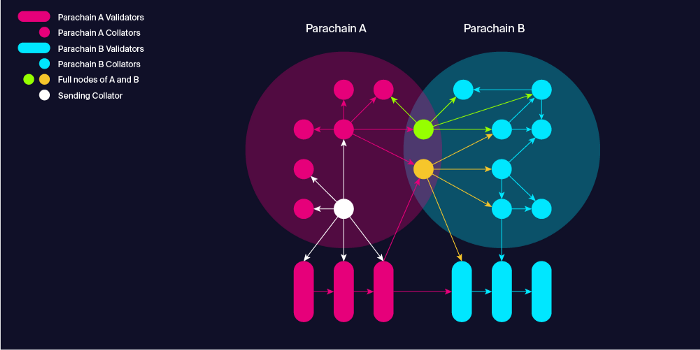 Parachain A Validators
Parachain A Collators
Parachain B Validators
Parachain B Collators
Full nodes of A and B
Sending Collator
Parachain A
Parachain B